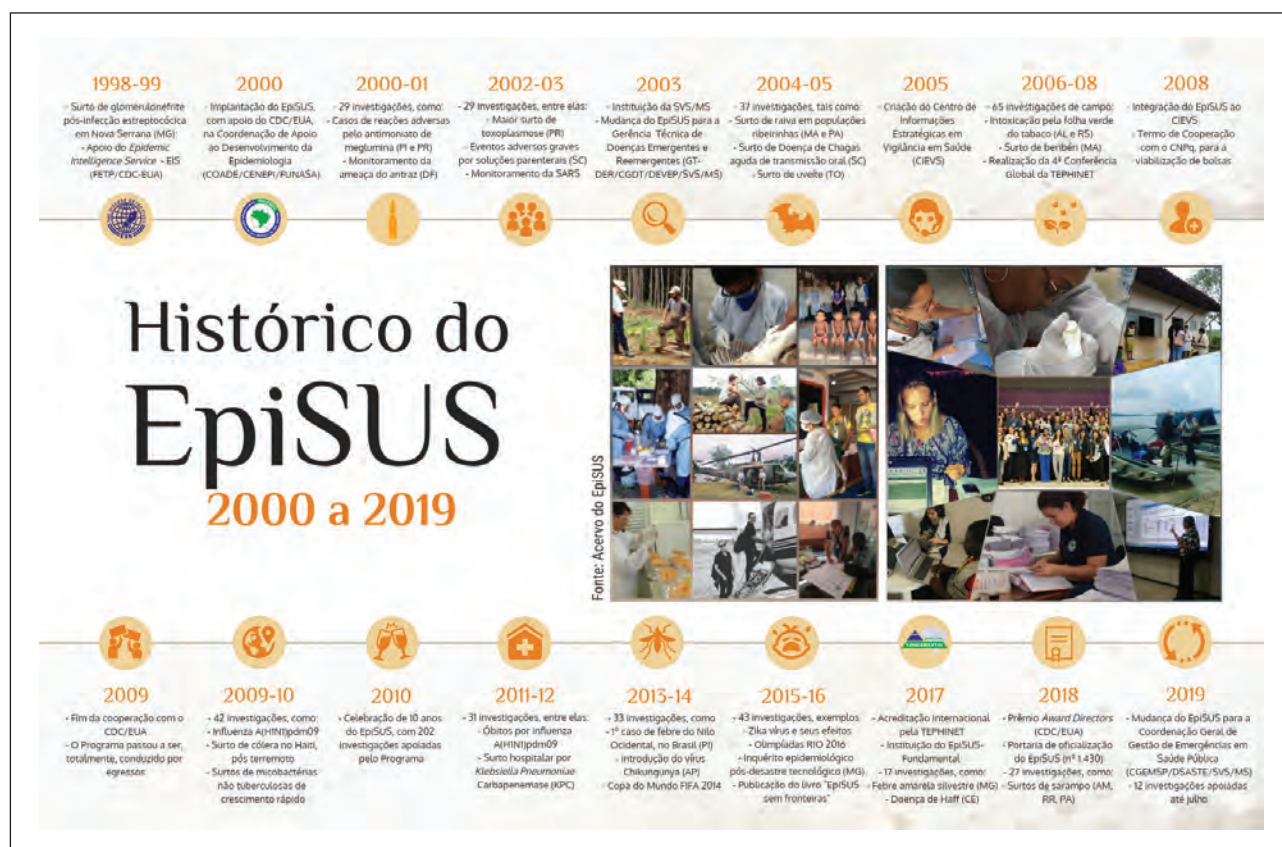 1998-99
- Surto de glomerulonefrite
pós-infecção estreptocócica
em Nova Serrana (MG):
- Apoio do Epidemic
Intelligence Service - EIS
(FETP/CDC-EUA)
2000
- Implantação do EpiSUS,
com apoio do CDC/EUA,
na Coordenação de Apoio
ao Desenvolvimento da
Epidemiologia
(COADE/CENEPI/FUNASA)
2000-01
- 29 investigações, como:
- Casos de reações adversas
pelo antimoniato de
meglumina (PI e PR)
- Monitoramento da
ameaça do antraz (DF)
2002-03
- 29 investigações, entre elas:
- Maior surto de
toxoplasmose (PR)
- Eventos adversos graves
por soluções parenterais (SC)
- Monitoramento da SARS
2003
- Instituição da SVS/MS
- Mudança do EpiSUS para a
Gerência Técnica de
Doenças Emergentes e
Reemergentes (GT-
DER/CGDT/DEVEP/SVS/MS)
2004-05
- 37 investigações, tais como:
- Surto de raiva em populações
ribeirinhas (MA e PA)
- Surto de Doença de Chagas
aguda de transmissão oral (SC)
- Surto de uveíte (TO)
2005
- Criação do Centro de
Informações
Estratégicas em
Vigilância em Saúde
(CIEVS)
2006-08
- 65 investigações de campo:
- Intoxicação pela folha verde
do tabaco (AL e RS)
- Surto de beribéri (MA)
- Realização da 4ª Conferência
Global da TEPHINET
2008
- Integração do EpiSUS ao
CIEVS
- Termo de Cooperação
com o CNPq, para a
viabilização de bolsas
Histórico do
EpiSUS
2000 a 2019
Fonte: Acervo do EpiSUS
2009
- Fim da cooperação com o
CDC/EUA
- O Programa passou a ser,
totalmente, conduzido por
egressos
2009-10
- 42 investigações, como:
- Influenza A(H1N1)pdm09
- Surto de cólera no Haiti,
pós terremoto
- Surtos de micobactérias
não tuberculosas de
crescimento rápido
2010
- Celebração de 10 anos
do EpiSUS, com 202
investigações apoiadas
pelo Programa
2011-12
- 31 investigações, entre elas:
- Óbitos por influenza
A(H1N1)pdm09
- Surto hospitalar por
Klebsiella Pneumoniae
Carbapenemase (KPC)
2013-14
- 33 investigações, como
- 1º caso de febre do Nilo
Ocidental, no Brasil (PI)
- Introdução do vírus
Chikungunya (AP)
- Copa do Mundo FIFA 2014
2015-16
- 43 investigações, exemplos
- Zika vírus e seus efeitos
- Olimpíadas RIO 2016
- Inquérito epidemiológico
pós-desastre tecnológico (MG)
- Publicação do livro "EpiSUS
sem fronteiras"
2017
- Acreditação internacional
pela TEPHINET
- Instituição do EpiSUS-
Fundamental
- 17 investigações, como:
Febre amarela silvestre (MG)
- Doença de Haff (CE)
2018
- Prêmio Award Directors
(CDC/EUA)
- Portaria de oficialização
do EpiSUS (nº 1.430)
- 27 investigações, como:
Surtos de sarampo (AM,
RR, PA)
2019
- Mudança do EpiSUS para a
Coordenação Geral de
Gestão de Emergências em
Saúde Pública
(CGEMSP/DSASTE/SVS/MS)
- 12 investigações apoiadas
até julho